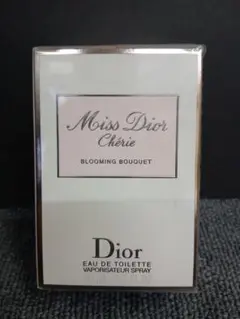 Miss Dior
Chérie
BLOOMING BOUQUET
Dior
EAU DE TOILETTE
VAPORISATEUR SPRAY